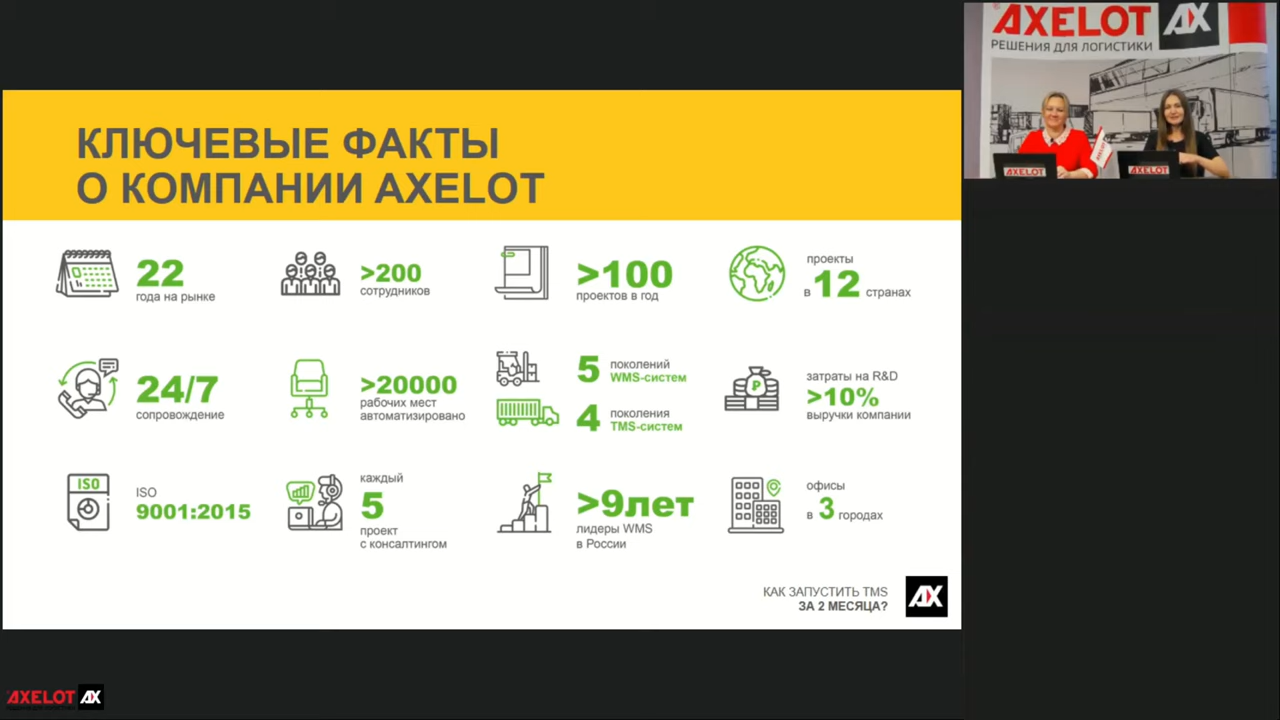 КЛЮЧЕВЫЕ ФАКТЫ
О КОМПАНИИ AXELOT
22
года на рынке
>200
сотрудников
>100
проектов в год
проекты
в 12 странах
24/7
сопровождение
>20000
рабочих мест
автоматизировано
5 поколений
WMS-систем
4 поколения
TMS-систем
затраты на R&D
>10%
выручки компании
ISO
ISO
9001:2015
каждый
5
проект
с консалтингом
>9лет
лидеры WMS
в России
офисы
в 3 городах
КАК ЗАПУСТИТЬ TMS
ЗА 2 МЕСЯЦА?
AX
AXELOT AX
РЕШЕНИЯ ДЛЯ ЛОГИСТИКИ
AXELOT
AXELOT
AXELOT
AXELOT AX